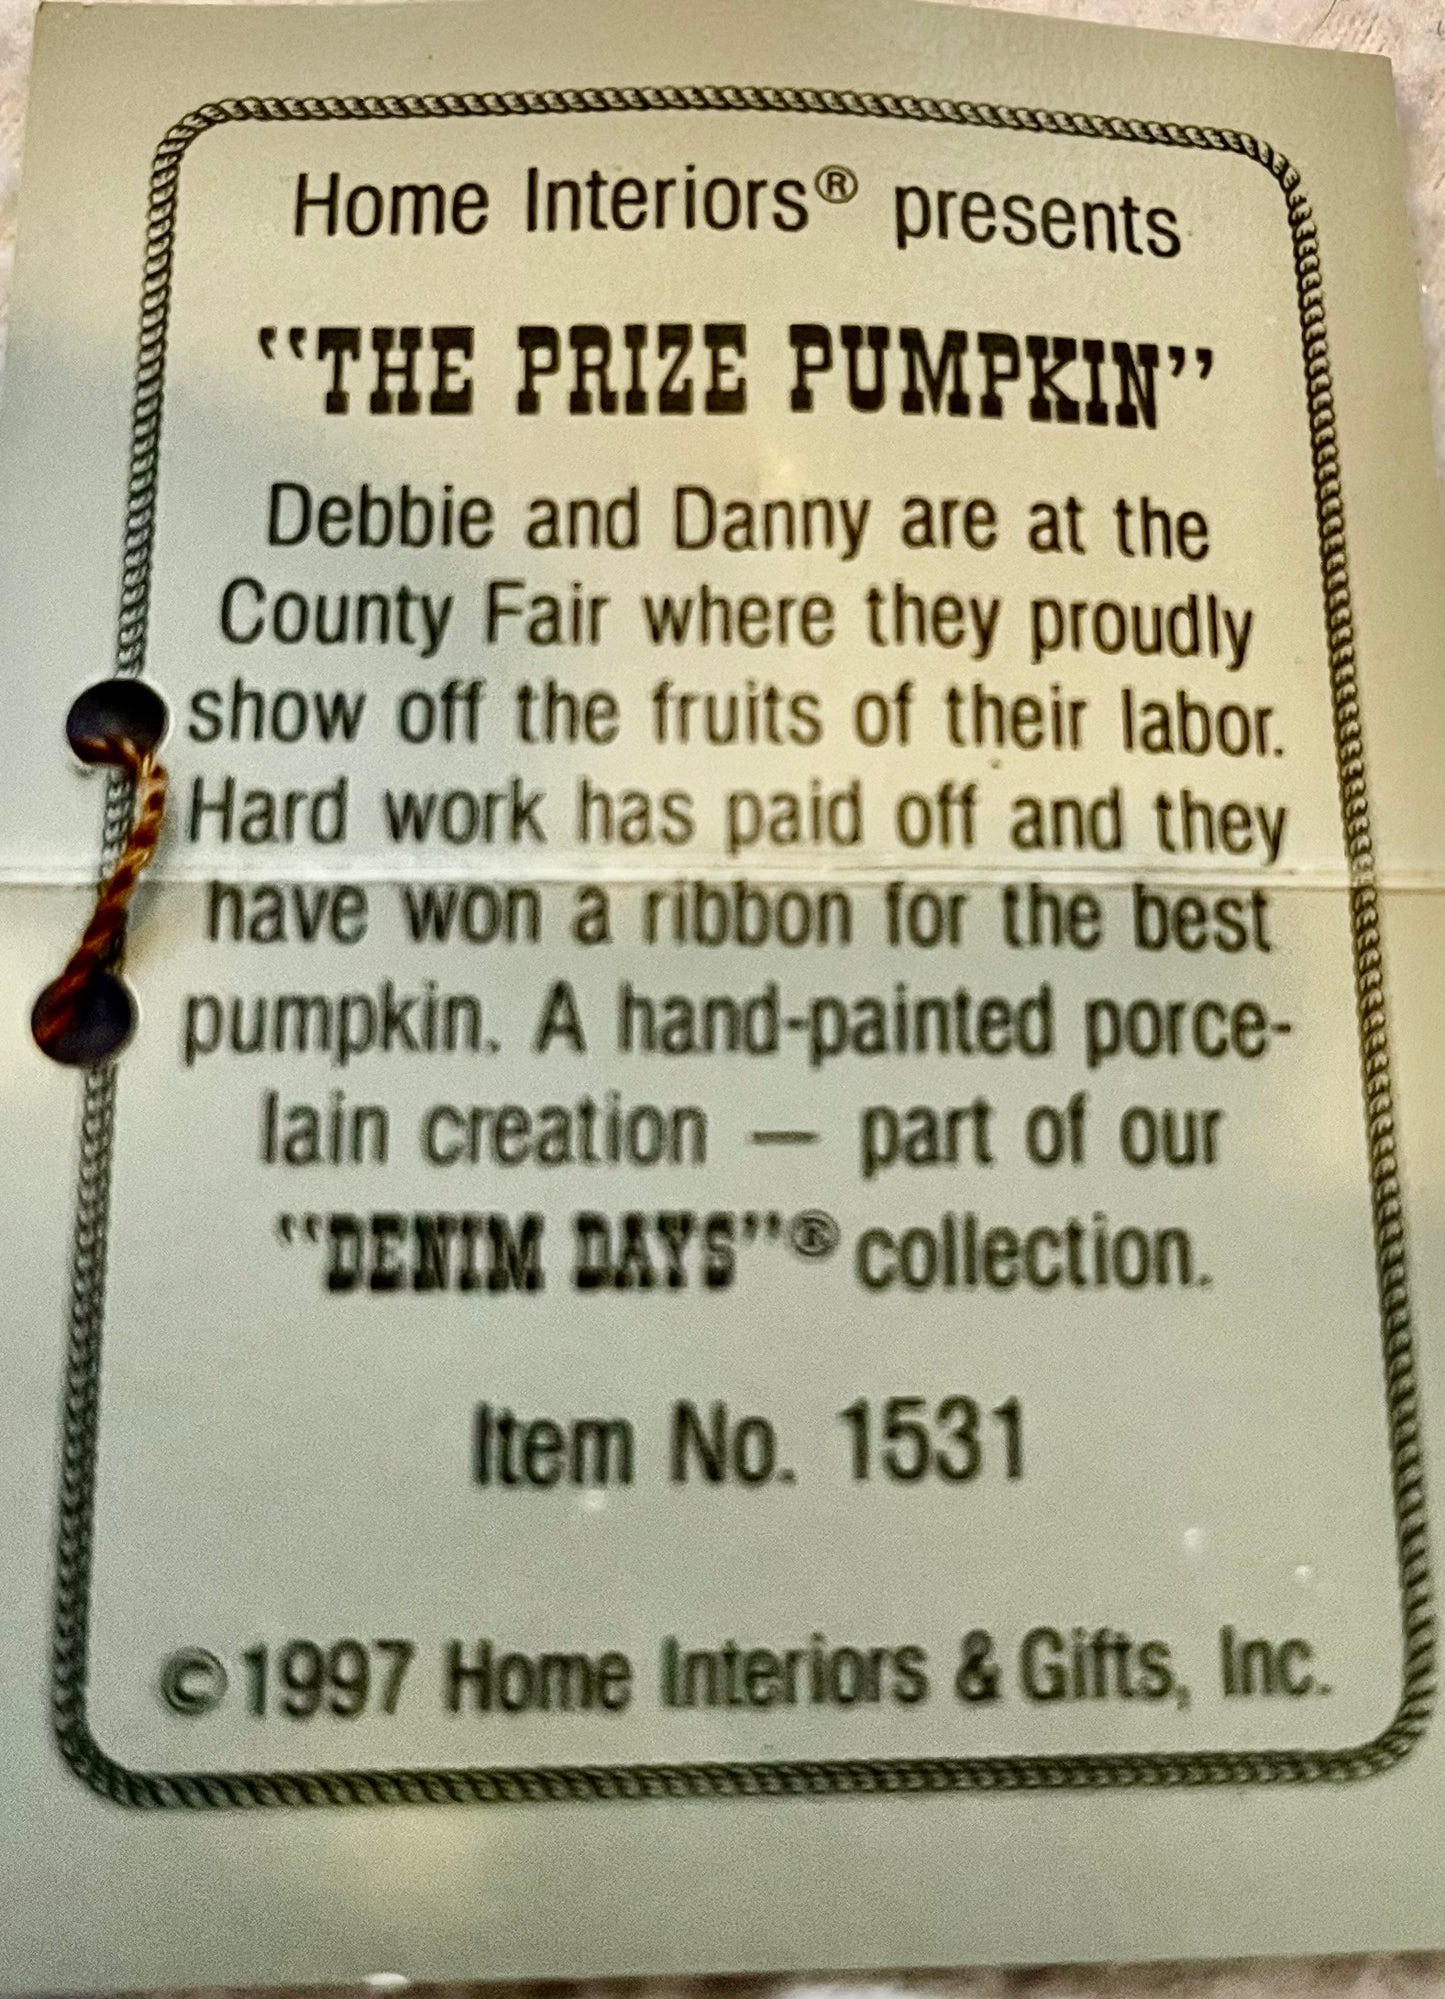 Home Interiors® presents
“THE PRIZE PUMPKIN”
Debbie and Danny are at the
County Fair where they proudly
show off the fruits of their labor.
Hard work has paid off and they
have won a ribbon for the best
pumpkin. A hand-painted porce-
lain creation — part of our
“DENIM DAYS”® collection.
Item No. 1531
©1997 Home Interiors & Gifts, Inc.